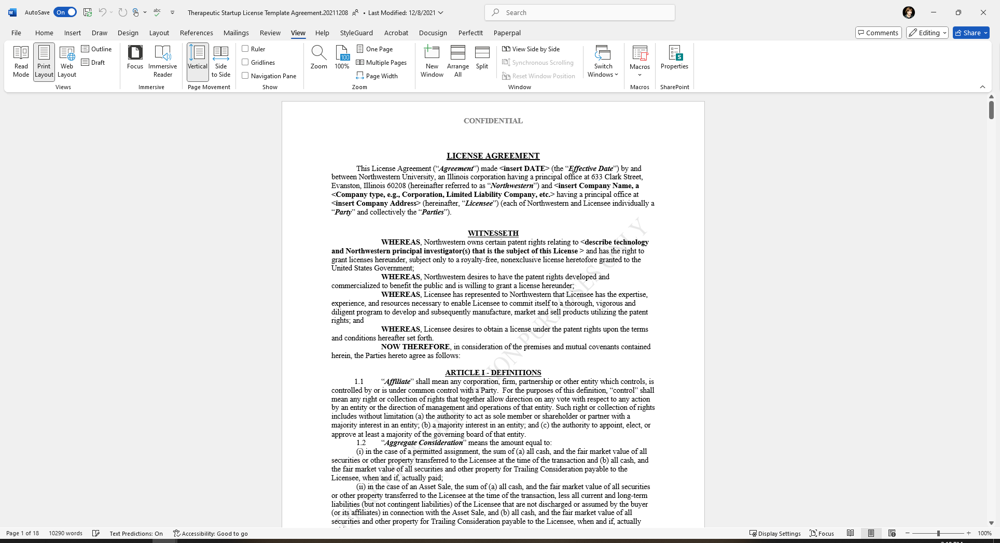 AutoSave On Therapeutic Startup License Template Agreement.20211208 • Last Modified: 12/8/2021 Search
File Home Insert Draw Design Layout References Mailings Review View Help StyleGuard Acrobat Docusign PerfectIt Paperpal Comments Editing Share
Read Mode Print Layout Web Layout Outline Draft
Views
Focus Immersive Reader
Immersive
Vertical Side to Side
Page Movement
Ruler
Gridlines
Navigation Pane
Show
Zoom 100% One Page Multiple Pages Page Width
Zoom
New Window Arrange All Split View Side by Side Synchronous Scrolling Reset Window Position Switch Windows
Window
Macros
Macros
Properties
SharePoint
CONFIDENTIAL
LICENSE AGREEMENT
This License Agreement (“Agreement”) made <insert DATE> (the “Effective Date”) by and
between Northwestern University, an Illinois corporation having a principal office at 633 Clark Street,
Evanston, Illinois 60208 (hereinafter referred to as “Northwestern”) and <insert Company Name, a
<Company type, e.g., Corporation, Limited Liability Company, etc.> having a principal office at
<insert Company Address> (hereinafter, “Licensee”) (each of Northwestern and Licensee individually a
“Party” and collectively the “Parties”).
WITNESSETH
WHEREAS, Northwestern owns certain patent rights relating to <describe technology
and Northwestern principal investigator(s) that is the subject of this License > and has the right to
grant licenses hereunder, subject only to a royalty-free, nonexclusive license heretofore granted to the
United States Government;
WHEREAS, Northwestern desires to have the patent rights developed and
commercialized to benefit the public and is willing to grant a license hereunder;
WHEREAS, Licensee has represented to Northwestern that Licensee has the expertise,
experience, and resources necessary to enable Licensee to commit itself to a thorough, vigorous and
diligent program to develop and subsequently manufacture, market and sell products utilizing the patent
rights; and
WHEREAS, Licensee desires to obtain a license under the patent rights upon the terms
and conditions hereafter set forth.
NOW THEREFORE, in consideration of the premises and mutual covenants contained
herein, the Parties hereto agree as follows:
ARTICLE I - DEFINITIONS
1.1 “Affiliate” shall mean any corporation, firm, partnership or other entity which controls, is
controlled by or is under common control with a Party. For the purposes of this definition, “control” shall
mean any right or collection of rights that together allow direction on any vote with respect to any action
by an entity or the direction of management and operations of that entity. Such right or collection of rights
includes without limitation (a) the authority to act as sole member or shareholder or partner with a
majority interest in an entity; (b) a majority interest in an entity; and (c) the authority to appoint, elect, or
approve at least a majority of the governing board of that entity.
1.2 “Aggregate Consideration” means the amount equal to:
(i) in the case of a permitted assignment, the sum of (a) all cash, and the fair market value of all
securities or other property transferred to the Licensee at the time of the transaction and (b) all cash, and
the fair market value of all securities and other property for Trailing Consideration payable to the
Licensee, when and if, actually paid;
(ii) in the case of an Asset Sale, the sum of (a) all cash, and the fair market value of all securities
or other property transferred to the Licensee at the time of the transaction, less all current and long-term
liabilities (but not contingent liabilities) of the Licensee that are not discharged or assumed by the buyer
(or its affiliates) in connection with the Asset Sale, and (b) all cash, and the fair market value of all
securities and other property for Trailing Consideration payable to the Licensee, when and if, actually
DRAFT FOR DISCUSSION PURPOSES ONLY
Page 1 of 18 10290 words Text Predictions: On Accessibility: Good to go Display Settings Focus 100%